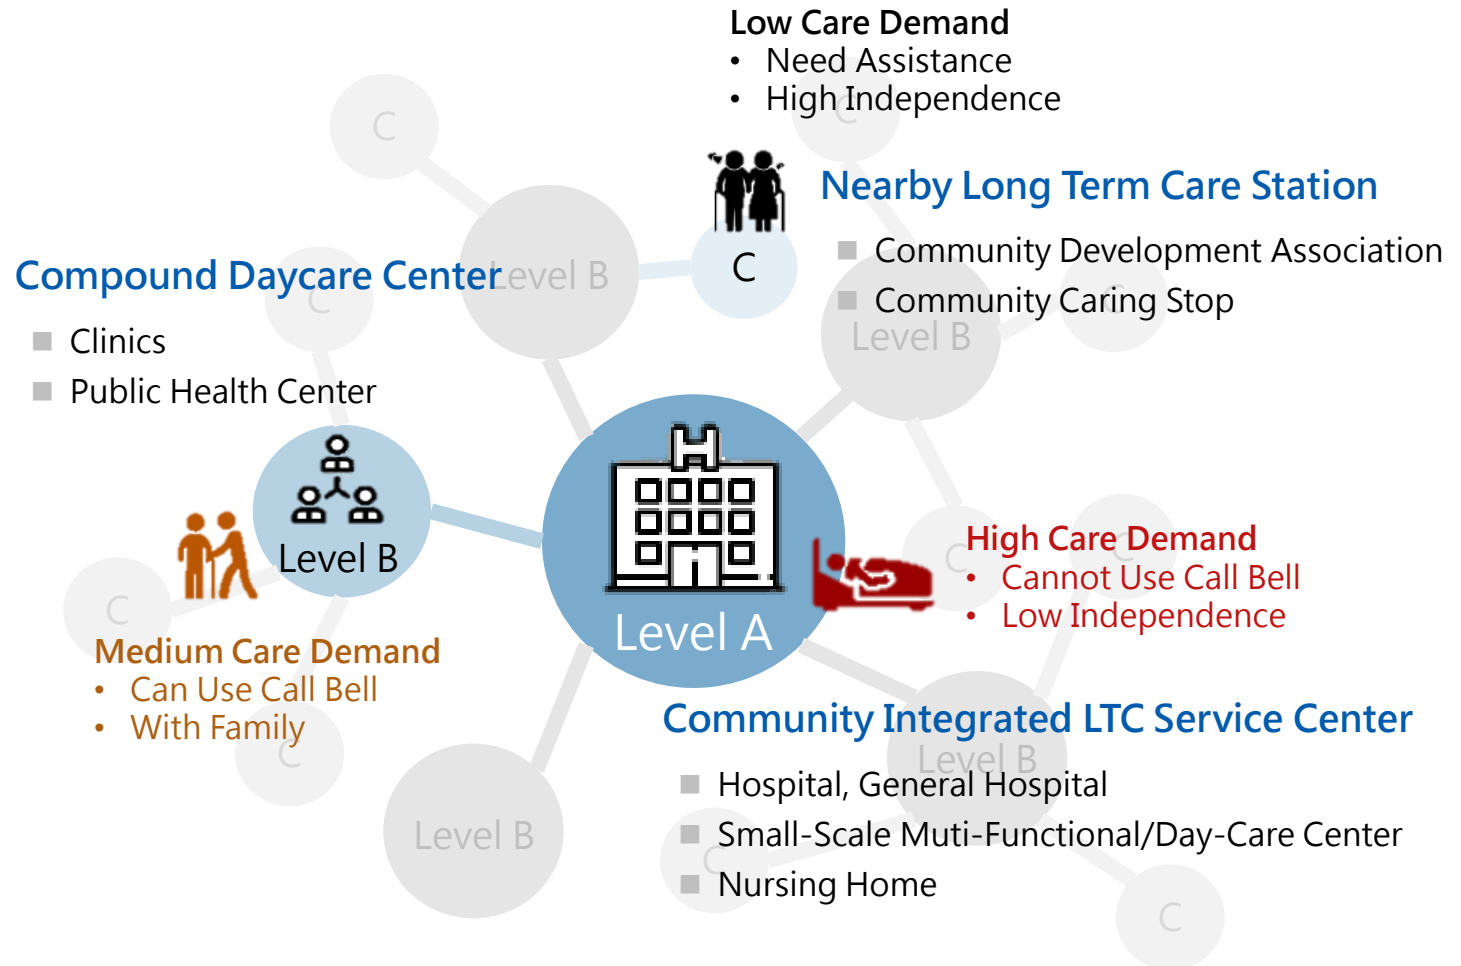 Low Care Demand
• Need Assistance
• High Independence
C
C
Nearby Long Term Care Station
Community Development Association
Community Caring Stop
C
Level B
C
Level B
C
Compound Daycare Center
Clinics
Public Health Center
Level B
C
Medium Care Demand
• Can Use Call Bell
• With Family
C
Level A
High Care Demand
• Cannot Use Call Bell
• Low Independence
C
C
Community Integrated LTC Service Center
Level B
Hospital, General Hospital
Small-Scale Muti-Functional/Day-Care Center
Nursing Home
C
Level B
C